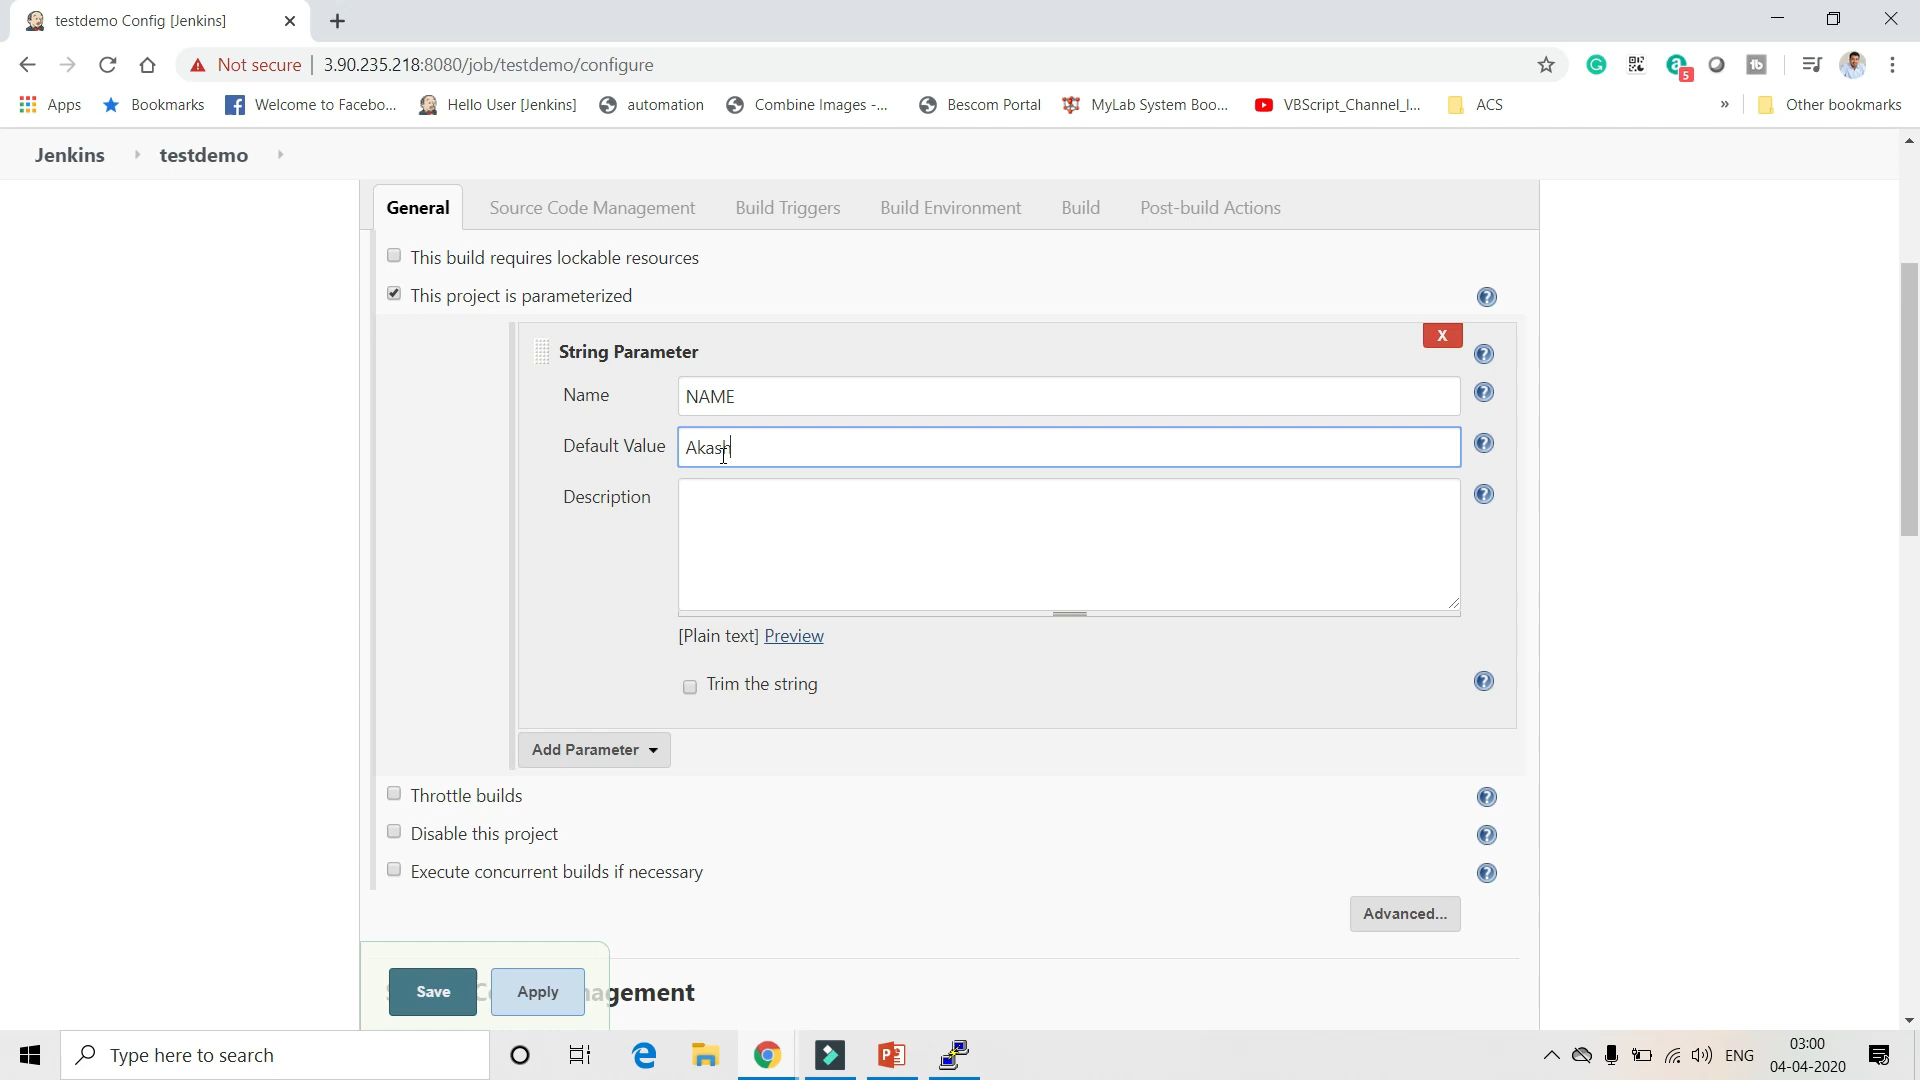 testdemo Config [Jenkins]
Not secure | 3.90.235.218:8080/job/testdemo/configure
Apps Bookmarks Welcome to Facebo... Hello User [Jenkins] automation Combine Images -... Bescom Portal MyLab System Boo... VBScript_Channel_I... ACS » Other bookmarks
Jenkins testdemo
General Source Code Management Build Triggers Build Environment Build Post-build Actions
This build requires lockable resources
This project is parameterized
X
String Parameter
Name NAME
Default Value Akash
Description
[Plain text] Preview
Trim the string
Add Parameter
Throttle builds
Disable this project
Execute concurrent builds if necessary
Advanced...
Save Apply agement
Type here to search
ENG 03:00
04-04-2020